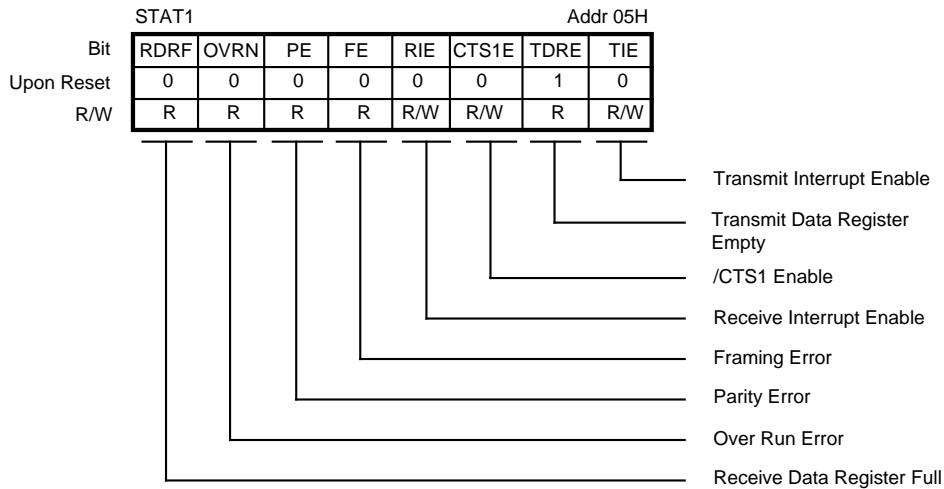 STAT1 Addr 05H
Bit RDRF OVRN PE FE RIE CTS1E TDRE TIE
Upon Reset 0 0 0 0 0 0 1 0
R/W R R R R R/W R/W R R/W
Transmit Interrupt Enable
Transmit Data Register
Empty
/CTS1 Enable
Receive Interrupt Enable
Framing Error
Parity Error
Over Run Error
Receive Data Register Full